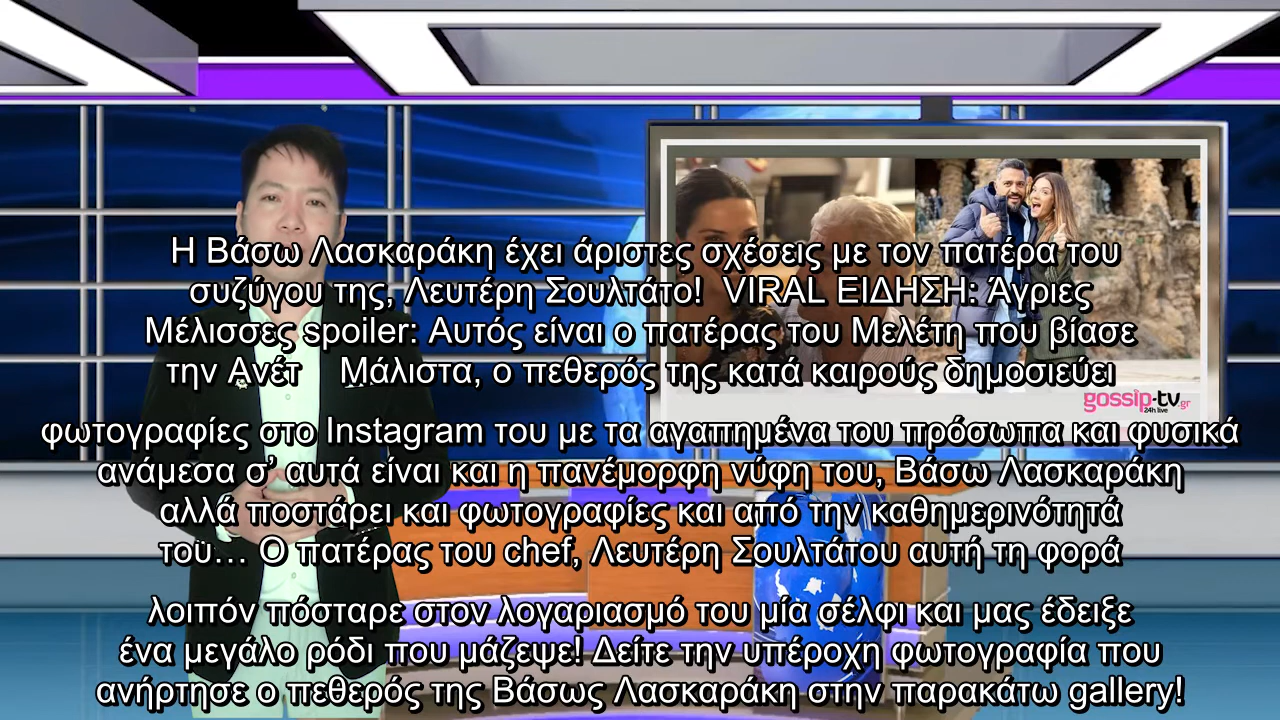 Η Βάσω Λασκαράκη έχει άριστες σχέσεις με τον πατέρα του
συζύγου της, Λευτέρη Σουλτάτο! VIRAL ΕΙΔΗΣΗ: Άγριες
Μέλισσες spoiler: Αυτός είναι ο πατέρας του Μελέτη που βίασε
την Ανέτ Μάλιστα, ο πεθερός της κατά καιρούς δημοσιεύει
gossip-tv.gr
24h live
φωτογραφίες στο Instagram του με τα αγαπημένα του πρόσωπα και φυσικά
ανάμεσα σ’ αυτά είναι και η πανέμορφη νύφη του, Βάσω Λασκαράκη
αλλά ποστάρει και φωτογραφίες και από την καθημερινότητά
του… Ο πατέρας του chef, Λευτέρη Σουλτάτου αυτή τη φορά
λοιπόν πόσταρε στον λογαριασμό του μία σέλφι και μας έδειξε
ένα μεγάλο ρόδι που μάζεψε! Δείτε την υπέροχη φωτογραφία που
ανήρτησε ο πεθερός της Βάσως Λασκαράκη στην παρακάτω gallery!